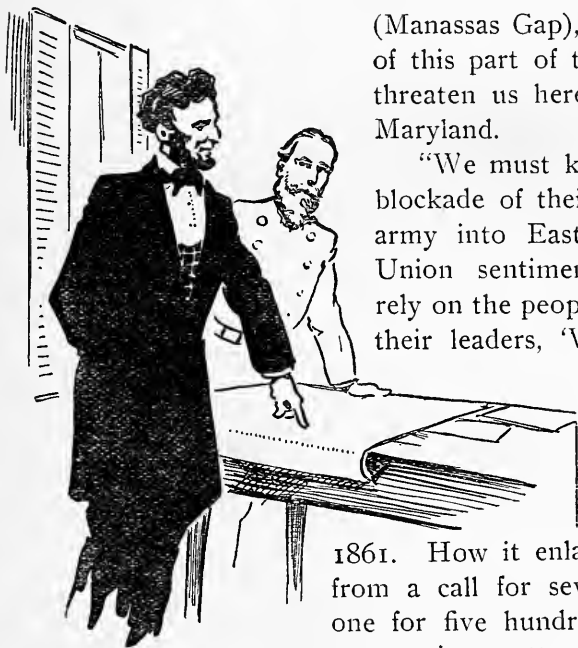 (Manassas Gap),
of this part of t
threaten us here
Maryland.
“We must k
blockade of thei
army into East
Union sentimen
rely on the peop
their leaders, ‘V
1861. How it enla
from a call for sev
one for five hundr